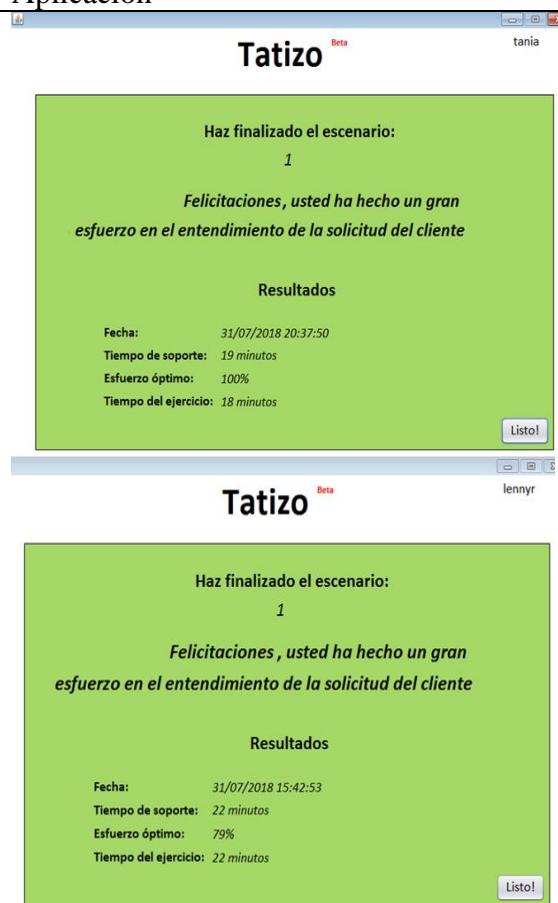 Aplicación
Tatizo Beta
tania
Haz finalizado el escenario:
1
Felicitaciones, usted ha hecho un gran
esfuerzo en el entendimiento de la solicitud del cliente
Resultados
Fecha: 31/07/2018 20:37:50
Tiempo de soporte: 19 minutos
Esfuerzo óptimo: 100%
Tiempo del ejercicio: 18 minutos
Listo!
Tatizo Beta
lennyr
Haz finalizado el escenario:
1
Felicitaciones , usted ha hecho un gran
esfuerzo en el entendimiento de la solicitud del cliente
Resultados
Fecha: 31/07/2018 15:42:53
Tiempo de soporte: 22 minutos
Esfuerzo óptimo: 79%
Tiempo del ejercicio: 22 minutos
Listo!